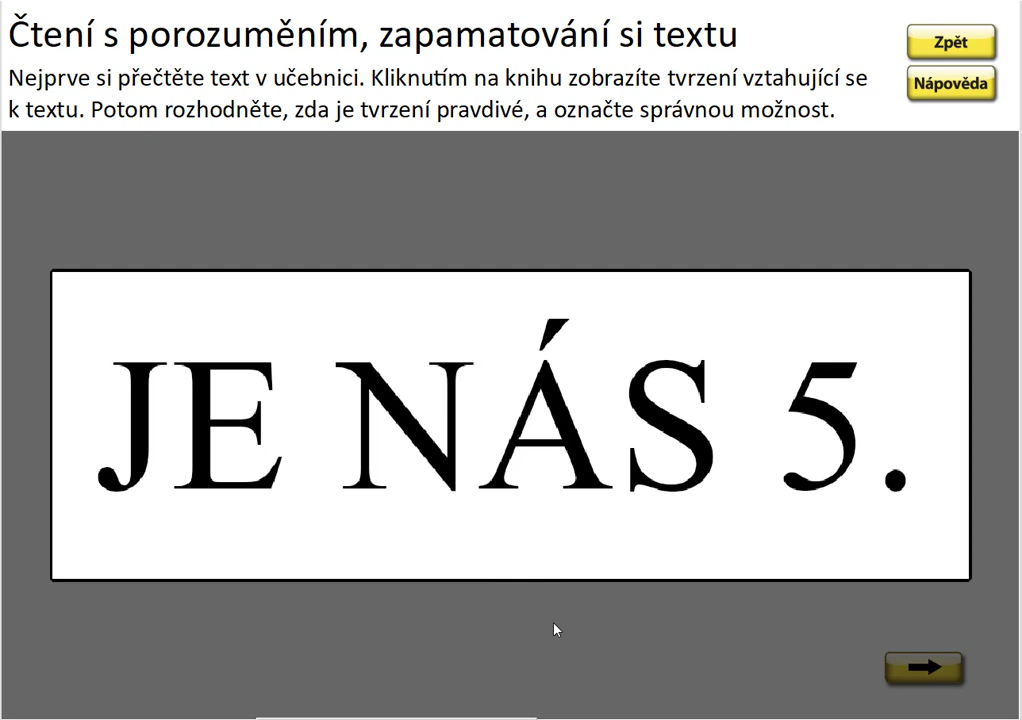 Čtení s porozuměním, zapamatování si textu
Zpět
Nejprve si přečtěte text v učebnici. Kliknutím na knihu zobrazíte tvrzení vztahující se
Nápověda
k textu. Potom rozhodněte, zda je tvrzení pravdivé, a označte správnou možnost.
JE NÁS 5.